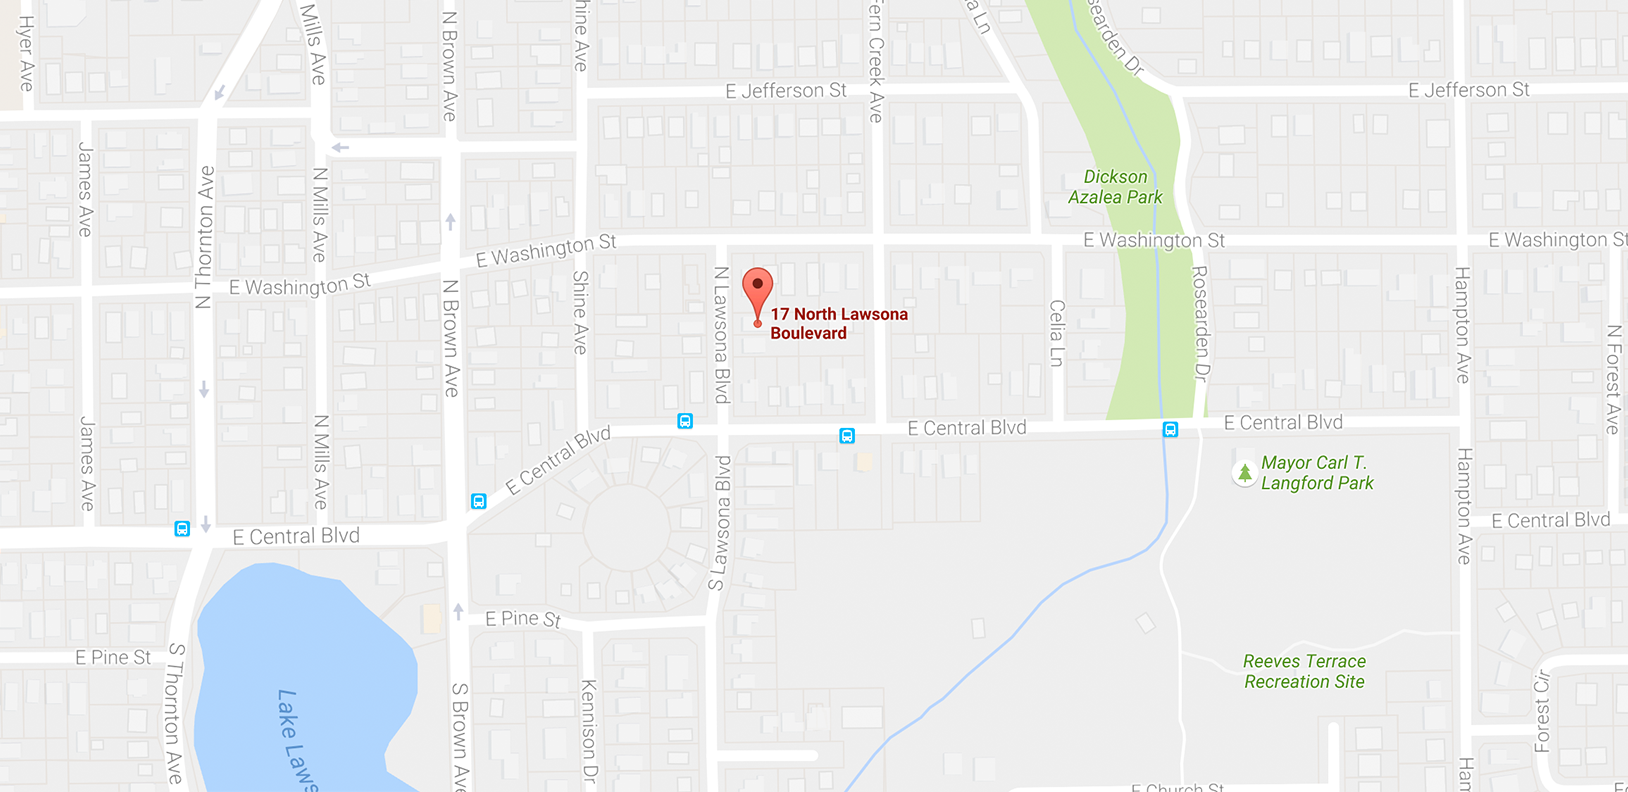 Hyer Ave
Mills Ave
N Brown Ave
Shine Ave
Fern Creek Ave
a Ln
Rosearden Dr
E Jefferson St
E Jefferson St
James Ave
N Thornton Ave
N Mills Ave
Dickson
Azalea Park
E Washington St
E Washington St
E Washington St
E Washington St
N Brown Ave
Shine Ave
N Lawsona Blvd
17 North Lawsona
Boulevard
Celia Ln
Rosearden Dr
Hampton Ave
N Forest Ave
James Ave
N Mills Ave
E Central Blvd
E Central Blvd
E Central Blvd
S Lawsona Blvd
Mayor Carl T.
Langford Park
Hampton Ave
E Central Blvd
E Central Blvd
E Pine St
E Pine St
S Thornton Ave
Lake Laws
S Brown Ave
Kennison Dr
Reeves Terrace
Recreation Site
Forest Cir
Ham
E Church St